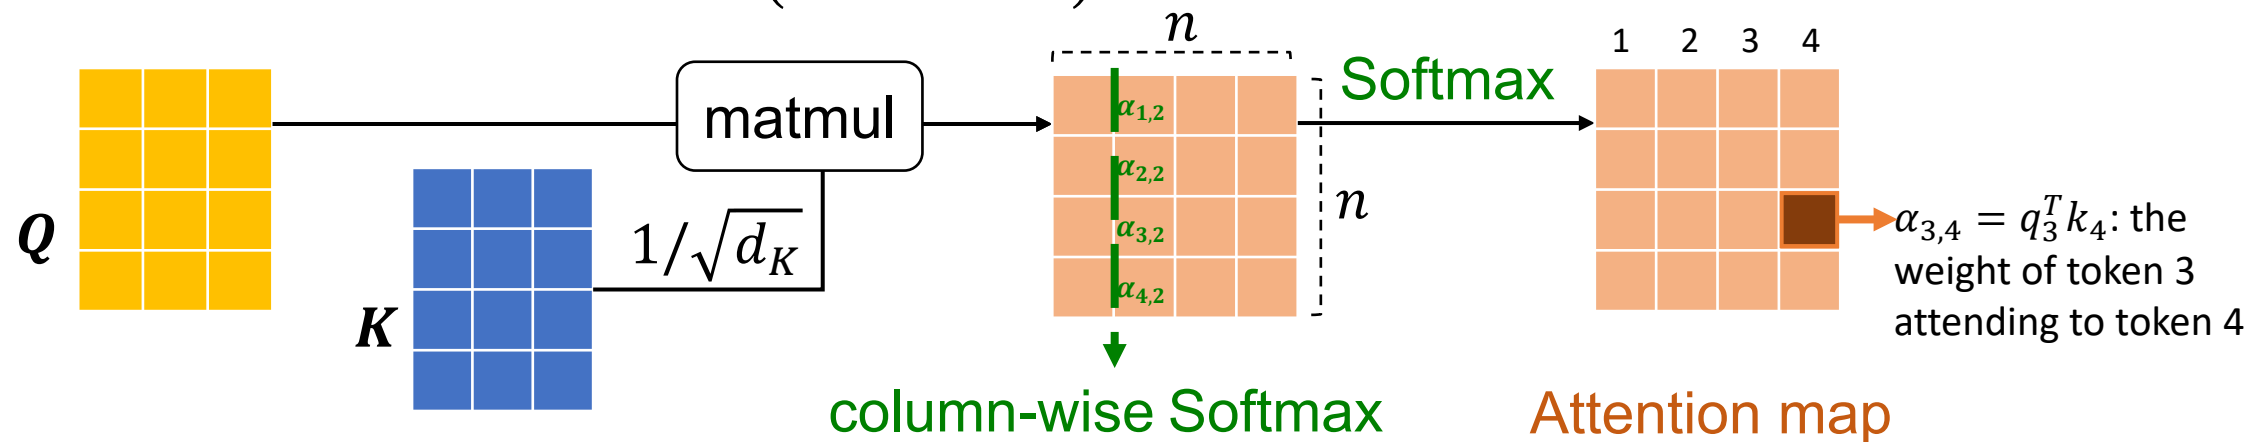 n
1 2 3 4
Softmax
matmul
α1,2
α2,2
α3,2
α4,2
n
Q
K
1/√dK
α3,4 = q3ᵀk4: the
weight of token 3
attending to token 4
column-wise Softmax
Attention map